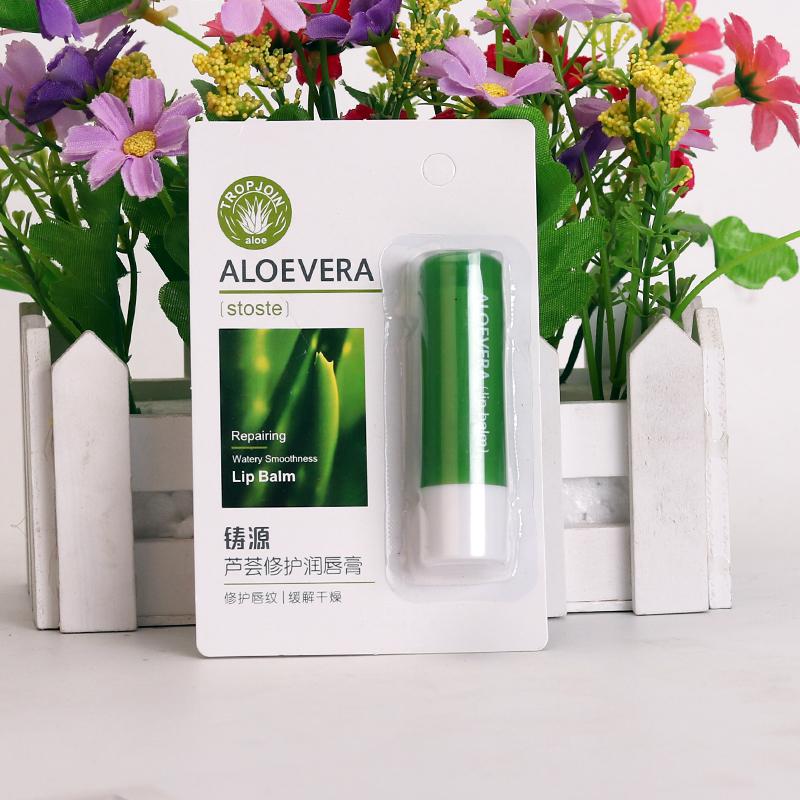 TROPJOIN
aloe
ALOEVERA
[stoste]
Repairing
Watery Smoothness
Lip Balm
铸源
芦荟修护润唇膏
修护唇纹|缓解干燥
ALOEVERA [lip balm]